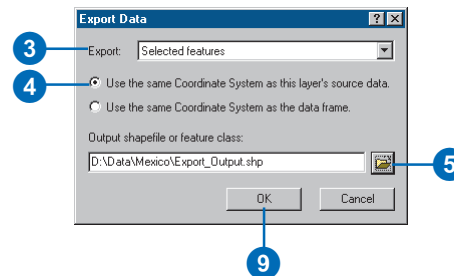 Export Data
3
Export: Selected features
4
Use the same Coordinate System as this layer's source data.
Use the same Coordinate System as the data frame.
Output shapefile or feature class:
D:\Data\Mexico\Export_Output.shp
5
OK Cancel
9